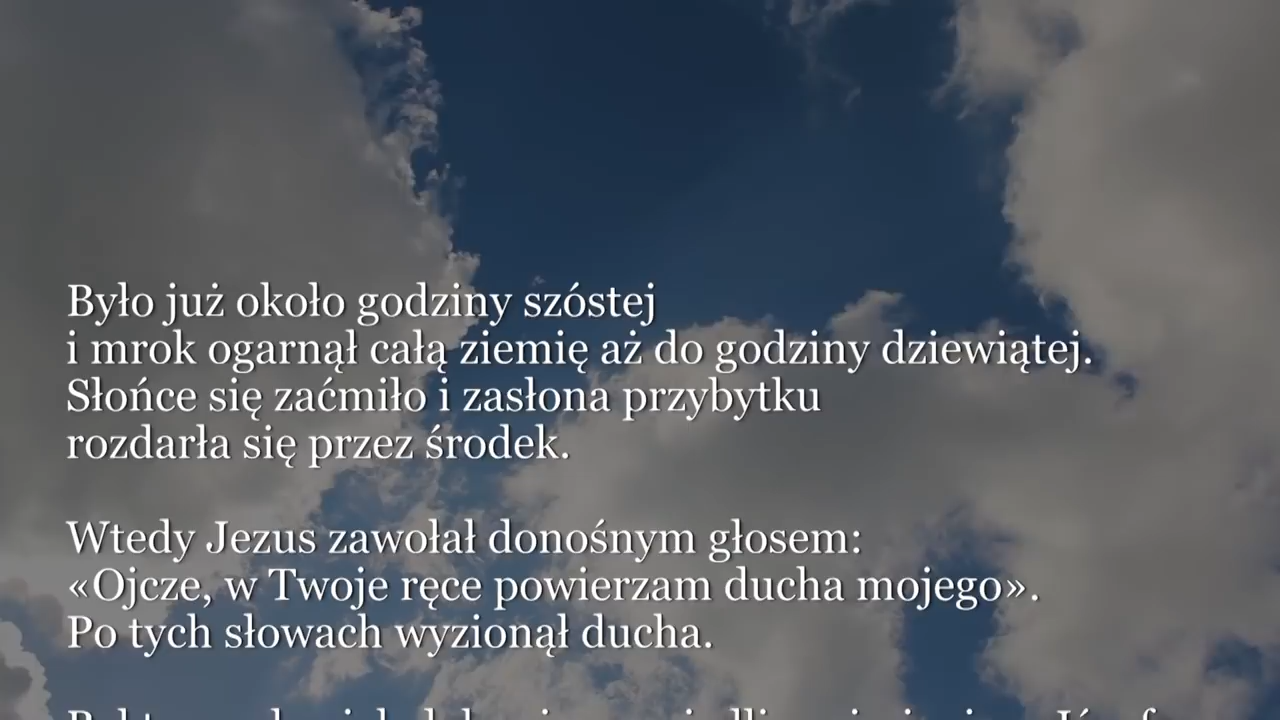 Było już około godziny szóstej
i mrok ogarnął całą ziemię aż do godziny dziewiątej.
Słońce się zaćmiło i zasłona przybytku
rozdarła się przez środek.
Wtedy Jezus zawołał donośnym głosem:
«Ojcze, w Twoje ręce powierzam ducha mojego».
Po tych słowach wyzionął ducha.